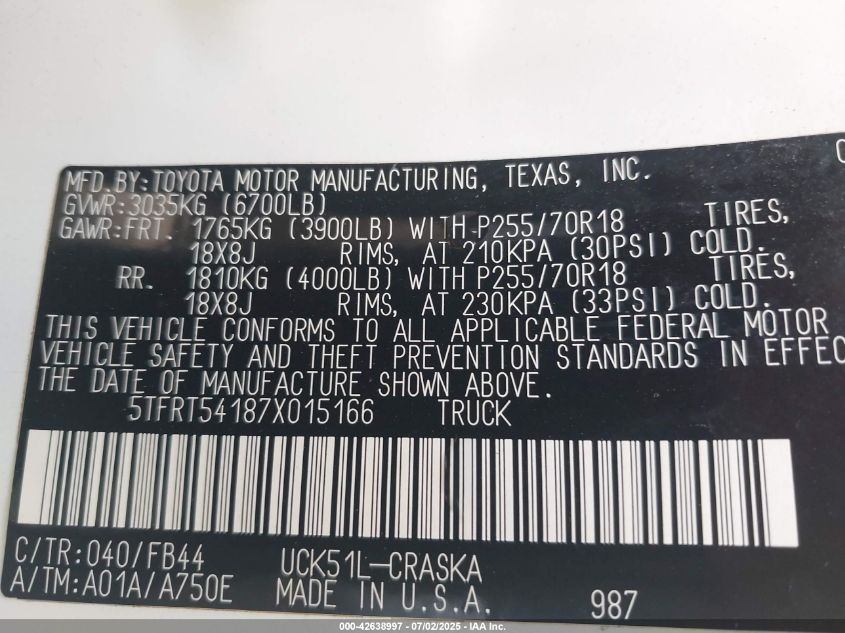 MFD.BY:TOYOTA MOTOR MANUFACTURING, TEXAS, INC.
GVWR:3035KG (6700LB)
GAWR:FRT. 1765KG (3900LB) WITH P255/70R18 TIRES,
18X8J RIMS, AT 210KPA (30PSI) COLD.
RR. 1810KG (4000LB) WITH P255/70R18 TIRES,
18X8J RIMS, AT 230KPA (33PSI) COLD.
THIS VEHICLE CONFORMS TO ALL APPLICABLE FEDERAL MOTOR
VEHICLE SAFETY AND THEFT PREVENTION STANDARDS IN EFFEC
THE DATE OF MANUFACTURE SHOWN ABOVE.
5TFRT54187X015166 TRUCK
C/TR:040/FB44 UCK51L-CRASKA
A/TM:A01A/A750E MADE IN U.S.A. 987
000-42638997 - 07/02/2025 - IAA Inc.